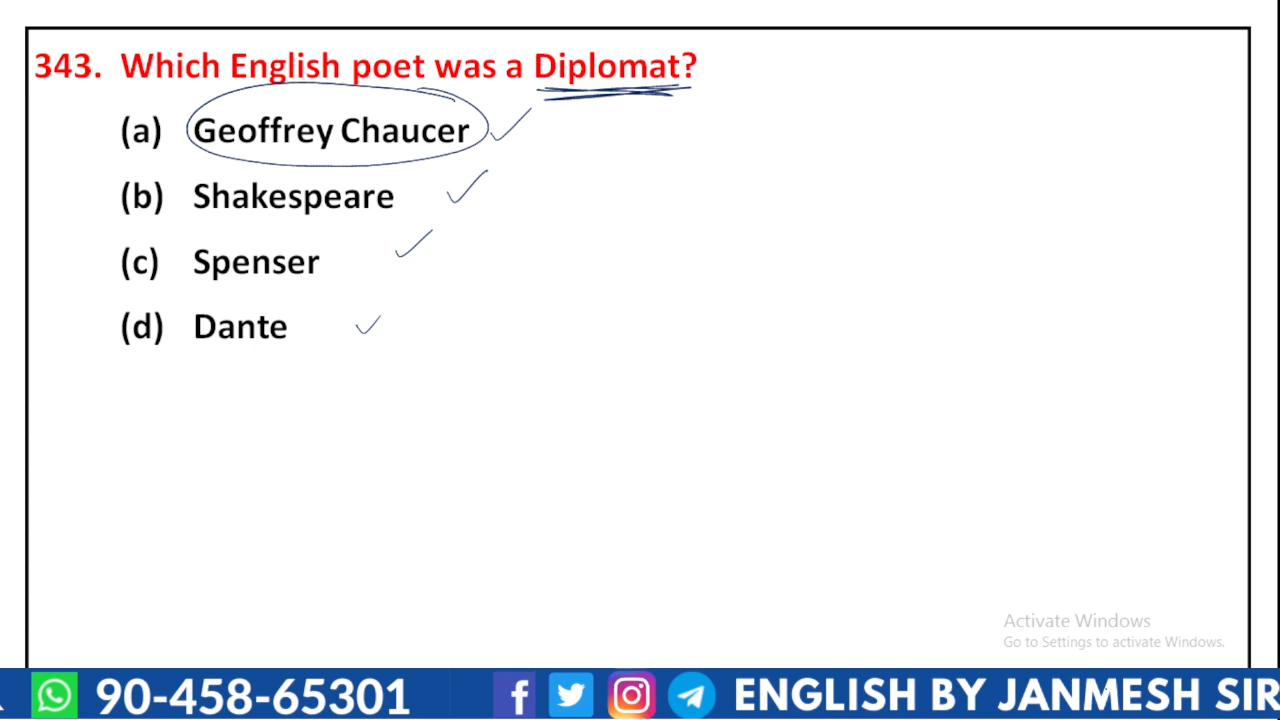 343. Which English poet was a Diplomat?
(a) Geoffrey Chaucer
(b) Shakespeare
(c) Spenser
(d) Dante
Activate Windows
Go to Settings to activate Windows.
90-458-65301 ENGLISH BY JANMESH SIR